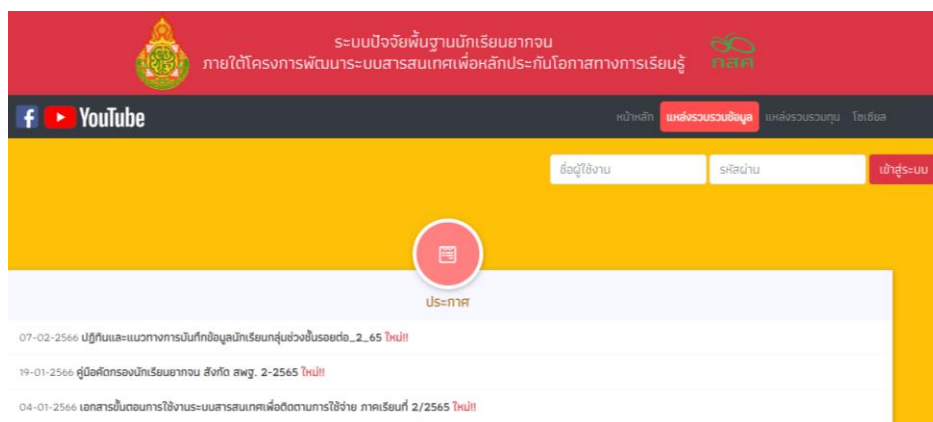 ระบบปัจจัยพื้นฐานนักเรียนยากจน
ภายใต้โครงการพัฒนาระบบสารสนเทศเพื่อหลักประกันโอกาสทางการเรียนรู้
กสศ
f YouTube
หน้าหลัก แหล่งรวบรวมข้อมูล แหล่งรวบรวมทุน โซเชียล
ชื่อผู้ใช้งาน รหัสผ่าน เข้าสู่ระบบ
ประกาศ
07-02-2566 ปฏิทินและแนวทางการบันทึกข้อมูลนักเรียนกลุ่มช่วงชั้นรอยต่อ_2_65 ใหม่!!
19-01-2566 คู่มือคัดกรองนักเรียนยากจน สังกัด สพฐ. 2-2565 ใหม่!!
04-01-2566 เอกสารขั้นตอนการใช้งานระบบสารสนเทศเพื่อติดตามการใช้จ่าย ภาคเรียนที่ 2/2565 ใหม่!!